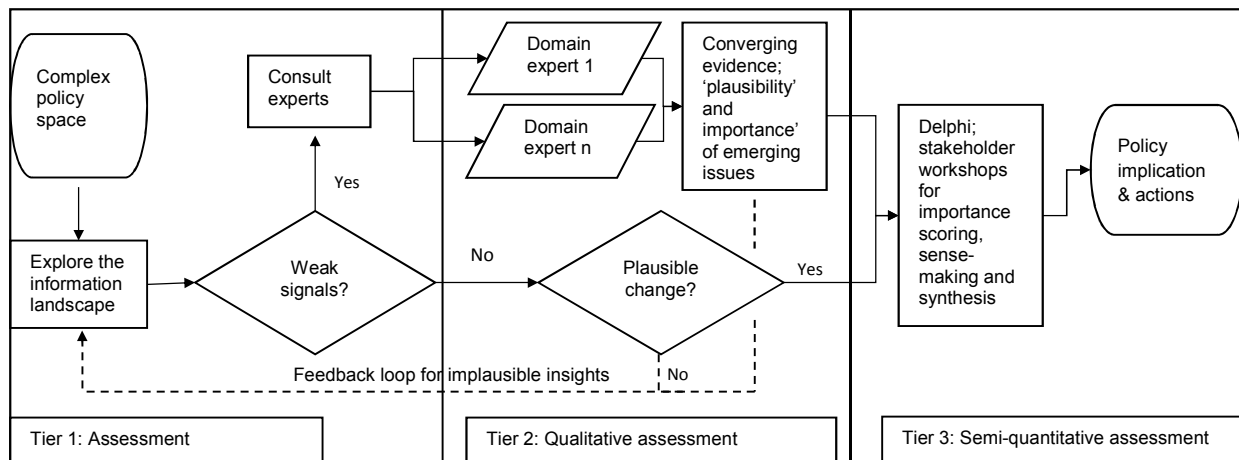 Complex
policy
space
Explore the
information
landscape
Weak
signals?
Yes
Consult
experts
No
Domain
expert 1
Domain
expert n
Converging
evidence;
‘plausibility’
and
importance’
of emerging
issues
Plausible
change?
Yes
No
Feedback loop for implausible insights
Delphi;
stakeholder
workshops
for
importance
scoring,
sense-
making and
synthesis
Policy
implication
& actions
Tier 1: Assessment
Tier 2: Qualitative assessment
Tier 3: Semi-quantitative assessment